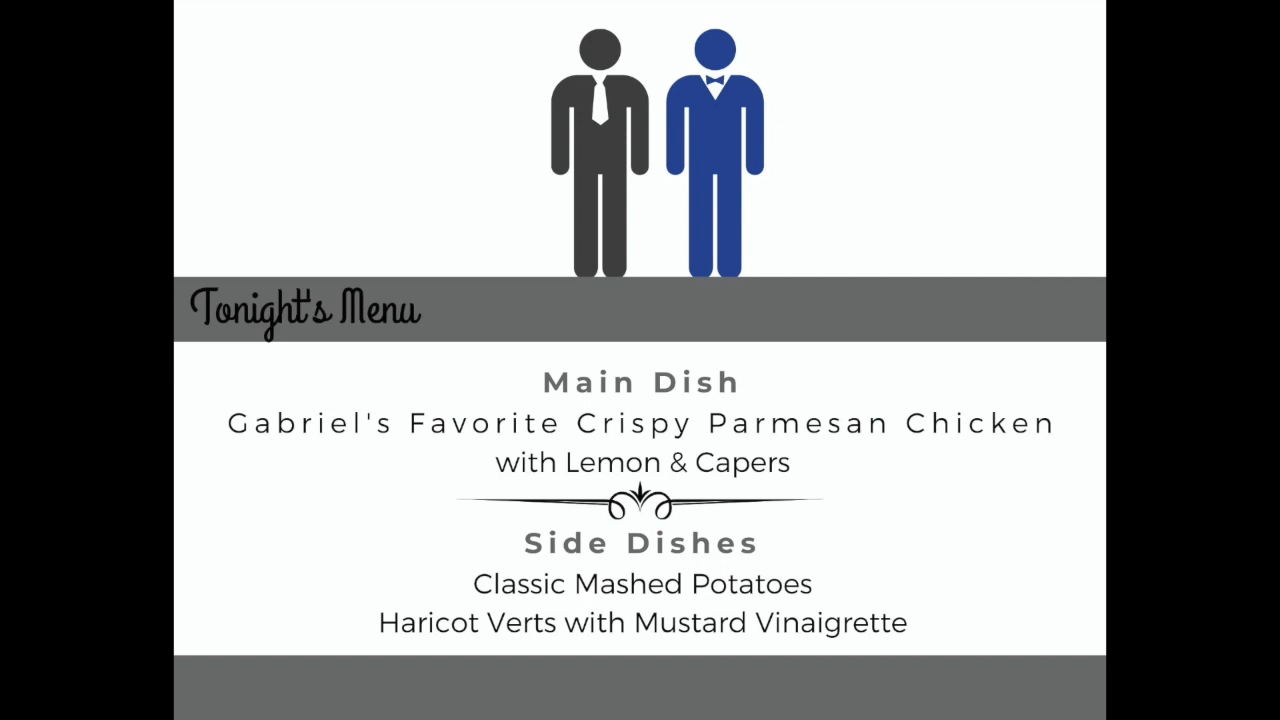 Tonight's Menu
Main Dish
Gabriel's Favorite Crispy Parmesan Chicken
with Lemon & Capers
Side Dishes
Classic Mashed Potatoes
Haricot Verts with Mustard Vinaigrette